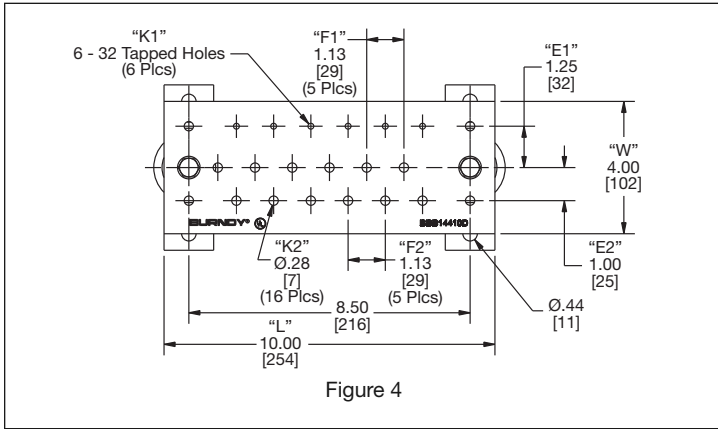 “K1”
6 - 32 Tapped Holes
(6 Plcs)
“F1”
1.13
[29]
(5 Plcs)
“E1”
1.25
[32]
“W”
4.00
[102]
BURNDY® UL
BBB14410D
“K2”
Ø.28
[7]
(16 Plcs)
“F2”
1.13
[29]
(5 Plcs)
“E2”
1.00
[25]
Ø.44
[11]
8.50
[216]
“L”
10.00
[254]
Figure 4